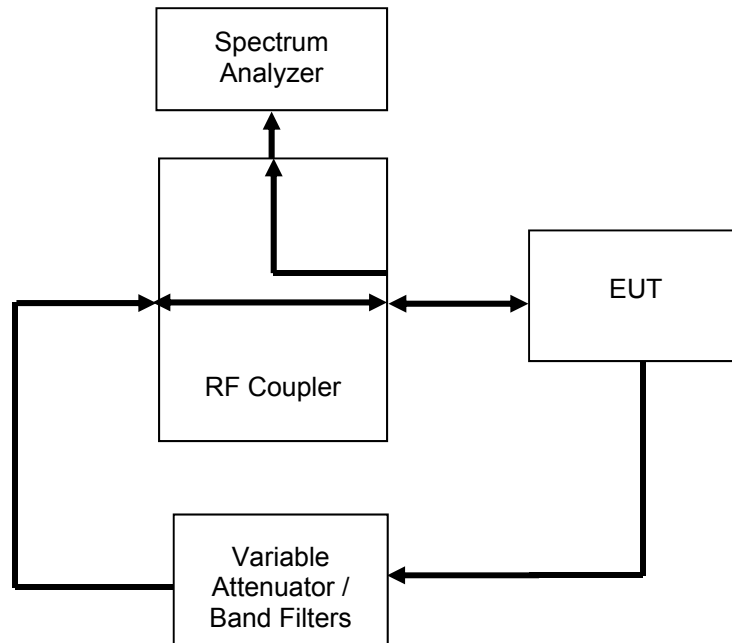 Spectrum
Analyzer
EUT
RF Coupler
Variable
Attenuator /
Band Filters